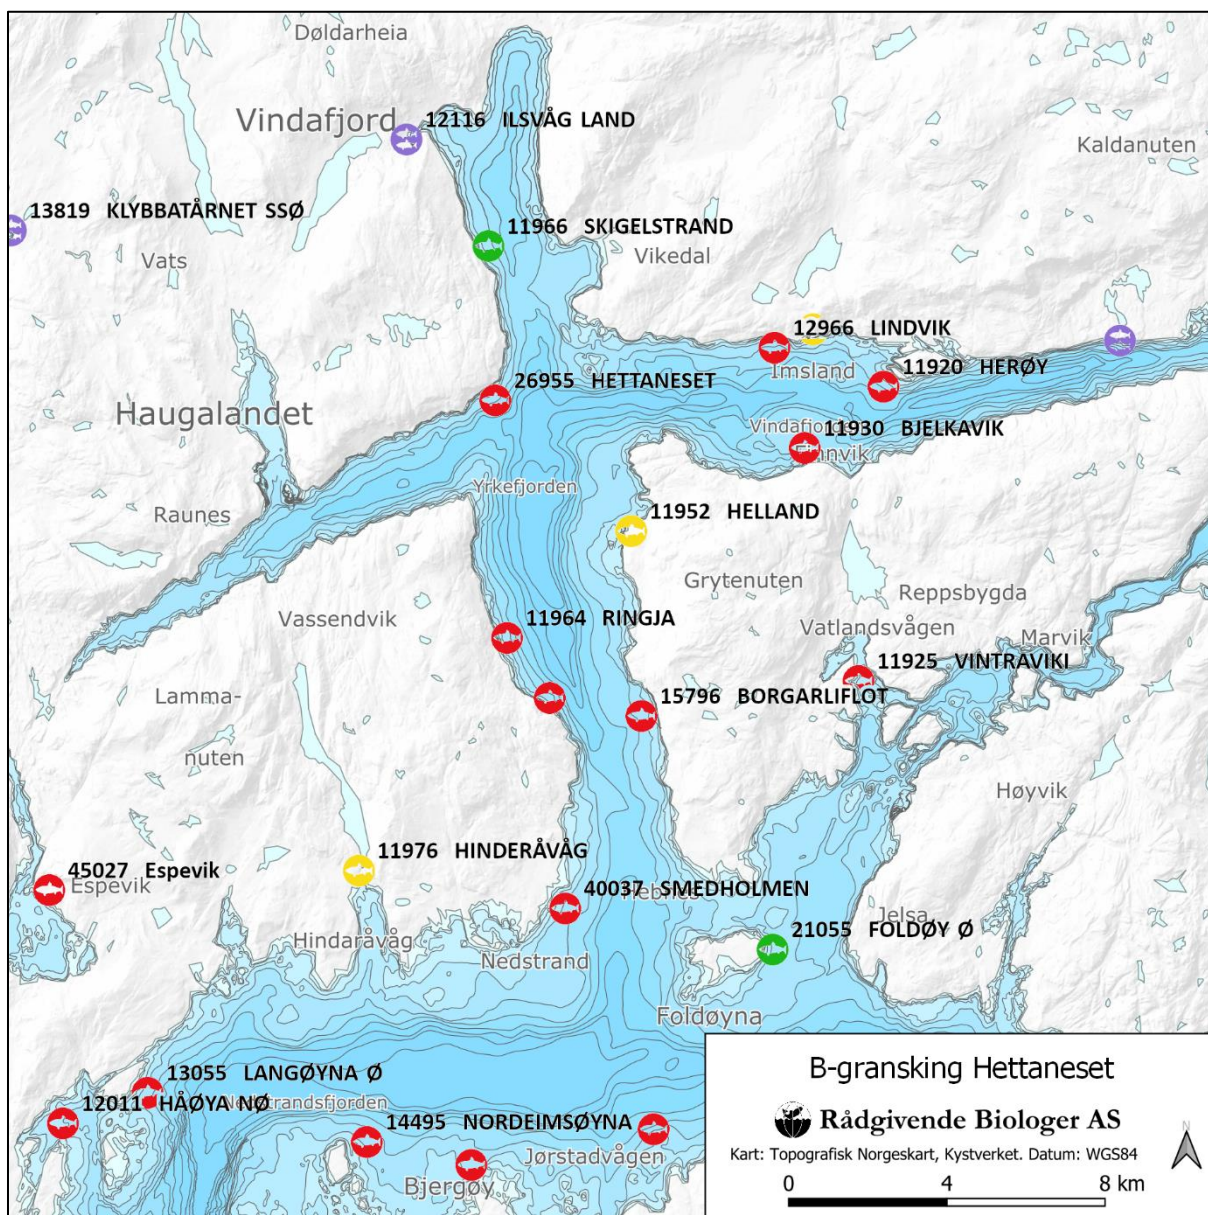 Døldarheia
Vindafjord
12116 ILSVÅG LAND
Kaldanuten
13819 KLYBBATÅRNET SSØ
11966 SKIGELSTRAND
Vikedal
Vats
12966 LINDVIK
Imsland
11920 HERØY
26955 HETTANESET
Haugalandet
11930 BJELKAVIK
Yrkefjorden
11952 HELLAND
Raunes
Grytenuten
Reppsbygda
Vassendvik
11964 RINGJA
Vatlandsvågen
Marvik
11925 VINTRAVIKI
Lamma-
nuten
15796 BORGARLIFLOT
Høyvik
11976 HINDERÅVÅG
45027 Espevik
Espevik
40037 SMEDHOLMEN
Jelsa
21055 FOLDØY Ø
Hindaråvåg
Nedstrand
Foldøyna
13055 LANGØYNA Ø
12011 HÅØYA NØ
14495 NORDEIMSØYNA
Jørstadvågen
Bjergøy
B-gransking Hettaneset
Rådgivende Biologer AS
Kart: Topografisk Norgeskart, Kystverket. Datum: WGS84
0 4 8 km
N